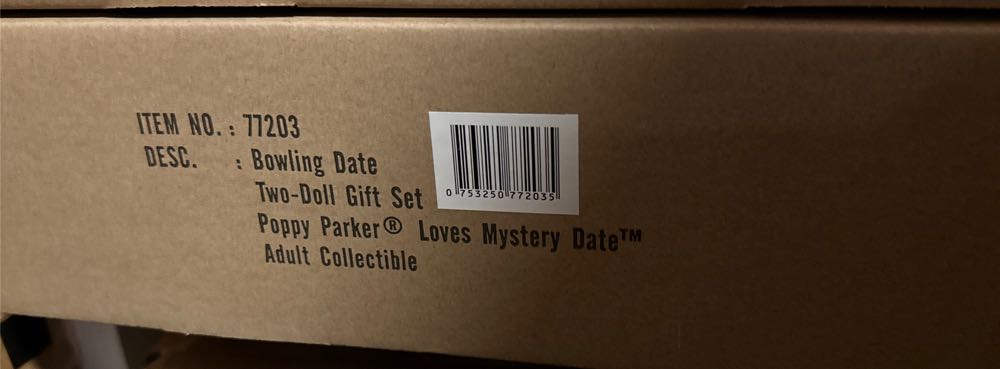 ITEM NO. : 77203
DESC. : Bowling Date
Two-Doll Gift Set
Poppy Parker® Loves Mystery Date™
Adult Collectible
0 753250 772035